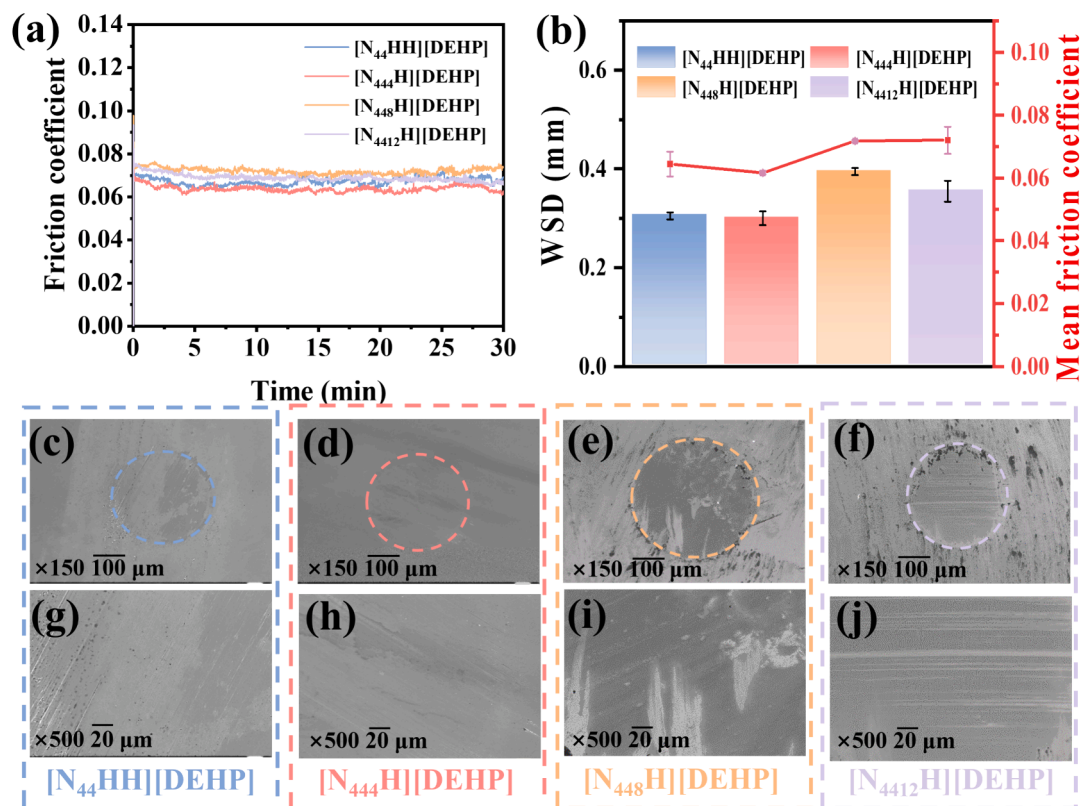 (a)
Friction coefficient
0.14
0.12
0.10
0.08
0.06
0.04
0.02
0.00
[N₄₄HH][DEHP]
[N₄₄₄H][DEHP]
[N₄₄₈H][DEHP]
[N₄₄₁₂H][DEHP]
0 5 10 15 20 25 30
Time (min)
(b)
WSD (mm)
0.6
0.4
0.2
0.0
[N₄₄HH][DEHP] [N₄₄₄H][DEHP]
[N₄₄₈H][DEHP] [N₄₄₁₂H][DEHP]
0.10
0.08
0.06
0.04
0.02
0.00
Mean friction coefficient
(c)
×150 100 μm
(d)
×150 100 μm
(e)
×150 100 μm
(f)
×150 100 μm
(g)
×500 20 μm
(h)
×500 20 μm
(i)
×500 20 μm
(j)
×500 20 μm
[N₄₄HH][DEHP]
[N₄₄₄H][DEHP]
[N₄₄₈H][DEHP]
[N₄₄₁₂H][DEHP]